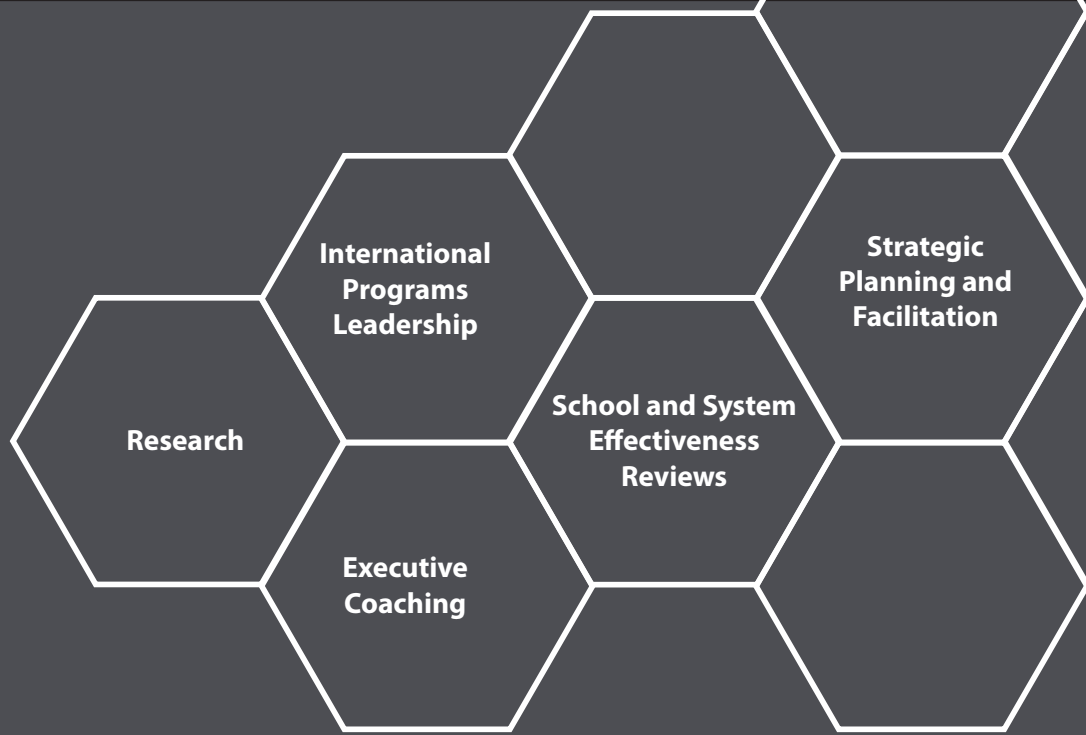 International
Programs
Leadership
Strategic
Planning and
Facilitation
Research
School and System
Effectiveness
Reviews
Executive
Coaching